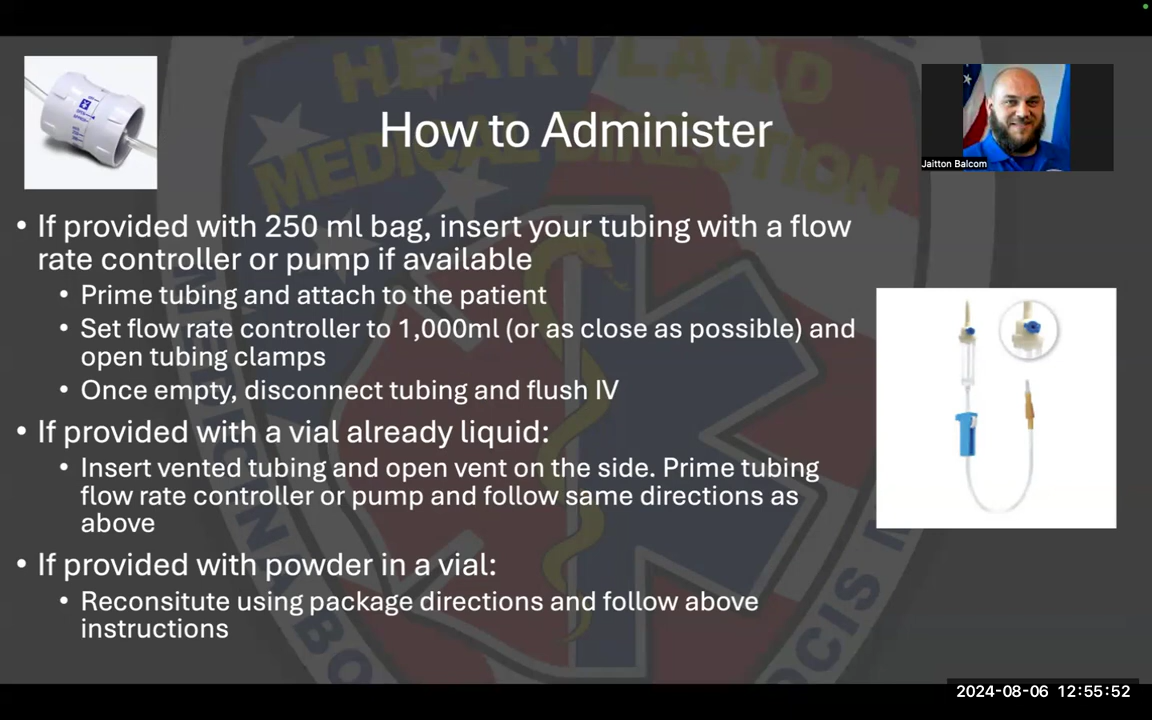 HEARTLAND
MEDICAL DIRECTION
How to Administer
Jaitton Balcom
• If provided with 250 ml bag, insert your tubing with a flow
rate controller or pump if available
• Prime tubing and attach to the patient
• Set flow rate controller to 1,000ml (or as close as possible) and
open tubing clamps
• Once empty, disconnect tubing and flush IV
• If provided with a vial already liquid:
• Insert vented tubing and open vent on the side. Prime tubing
flow rate controller or pump and follow same directions as
above
• If provided with powder in a vial:
• Reconsitute using package directions and follow above
instructions
2024-08-06 12:55:52